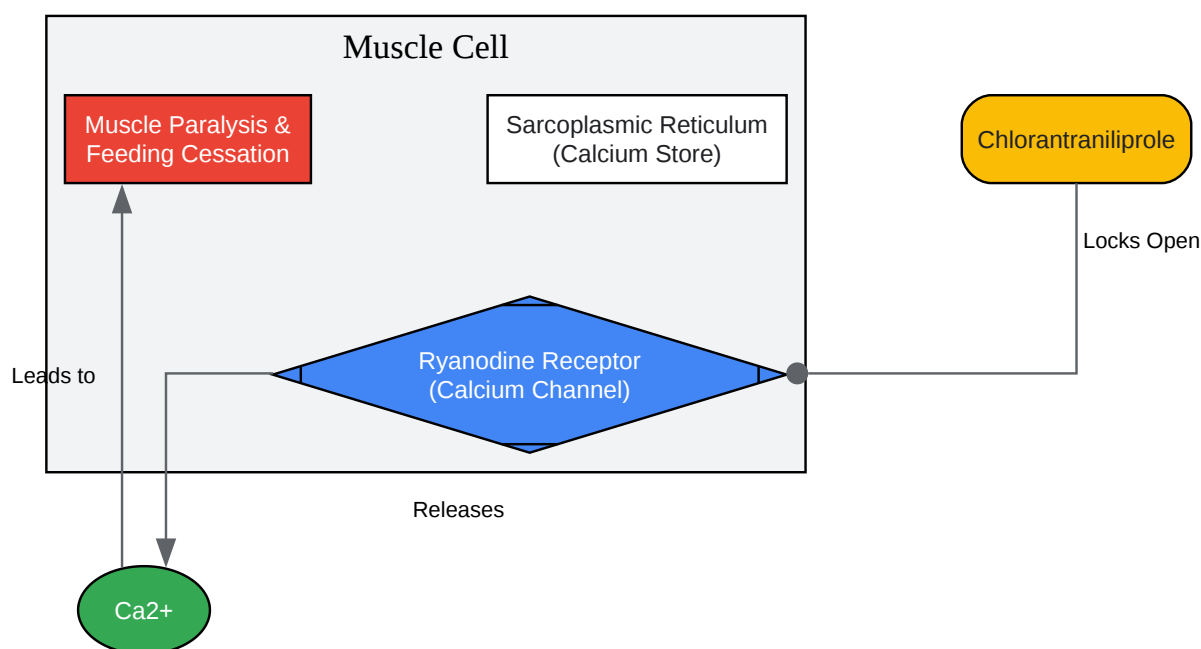 Muscle Cell
Muscle Paralysis &
Feeding Cessation
Sarcoplasmic Reticulum
(Calcium Store)
Chlorantraniliprole
Locks Open
Ryanodine Receptor
(Calcium Channel)
Leads to
Releases
Ca2+